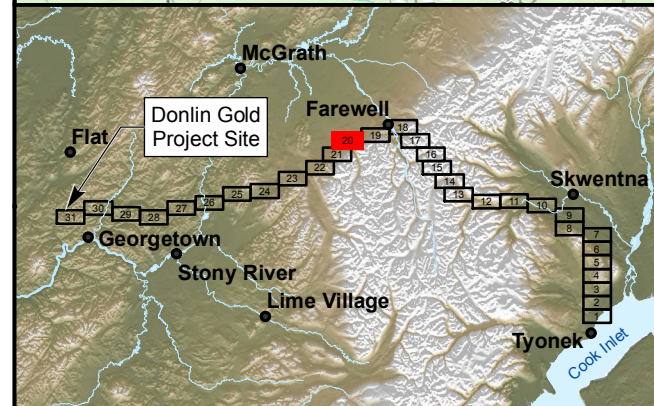 McGrath
Donlin Gold
Project Site
Farewell
Flat
18
19
20
17
21
16
22
15
23
14
24
13
25
12
11
10
Skwentna
26
27
28
29
30
31
9
8
7
Georgetown
6
5
Stony River
4
3
Lime Village
2
1
Tyonek
Cook Inlet